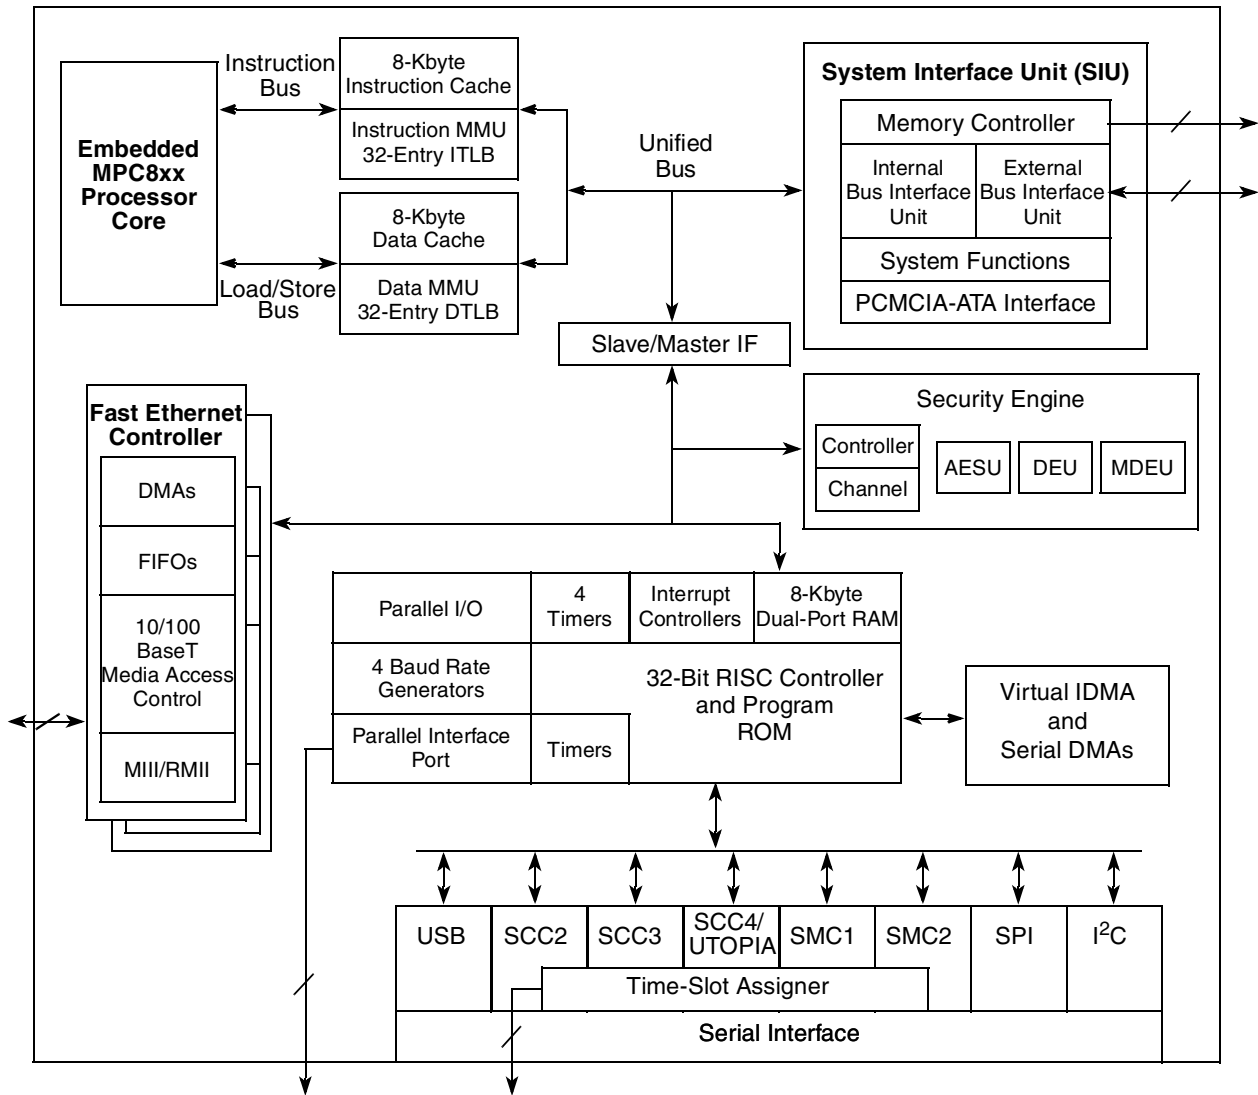 Embedded
MPC8xx
Processor
Core
Instruction
Bus
Load/Store
Bus
8-Kbyte
Instruction Cache
Instruction MMU
32-Entry ITLB
8-Kbyte
Data Cache
Data MMU
32-Entry DTLB
Unified
Bus
System Interface Unit (SIU)
Memory Controller
Internal
Bus Interface
Unit
External
Bus Interface
Unit
System Functions
PCMCIA-ATA Interface
Slave/Master IF
Security Engine
Controller
Channel
AESU
DEU
MDEU
Fast Ethernet
Controller
DMAs
FIFOs
10/100
BaseT
Media Access
Control
MIII/RMII
Parallel I/O
4
Timers
Interrupt
Controllers
8-Kbyte
Dual-Port RAM
4 Baud Rate
Generators
32-Bit RISC Controller
and Program
ROM
Parallel Interface
Port
Timers
Virtual IDMA
and
Serial DMAs
USB
SCC2
SCC3
SCC4/
UTOPIA
SMC1
SMC2
SPI
I²C
Time-Slot Assigner
Serial Interface